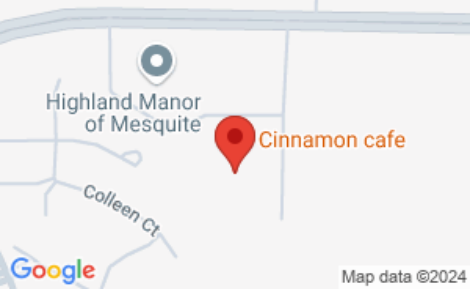 Highland Manor
of Mesquite
Cinnamon cafe
Colleen Ct
Google
Map data ©2024